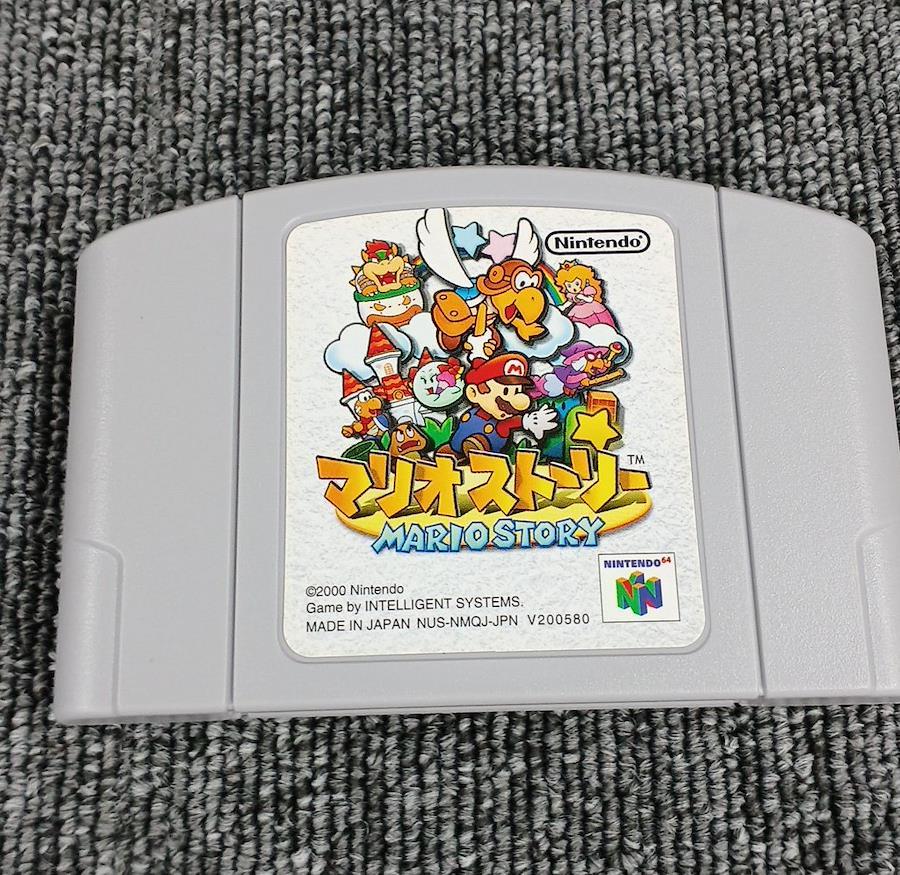 Nintendo®
マリオストーリー™
MARIO STORY
NINTENDO64
©2000 Nintendo
Game by INTELLIGENT SYSTEMS.
MADE IN JAPAN NUS-NMQJ-JPN V200580